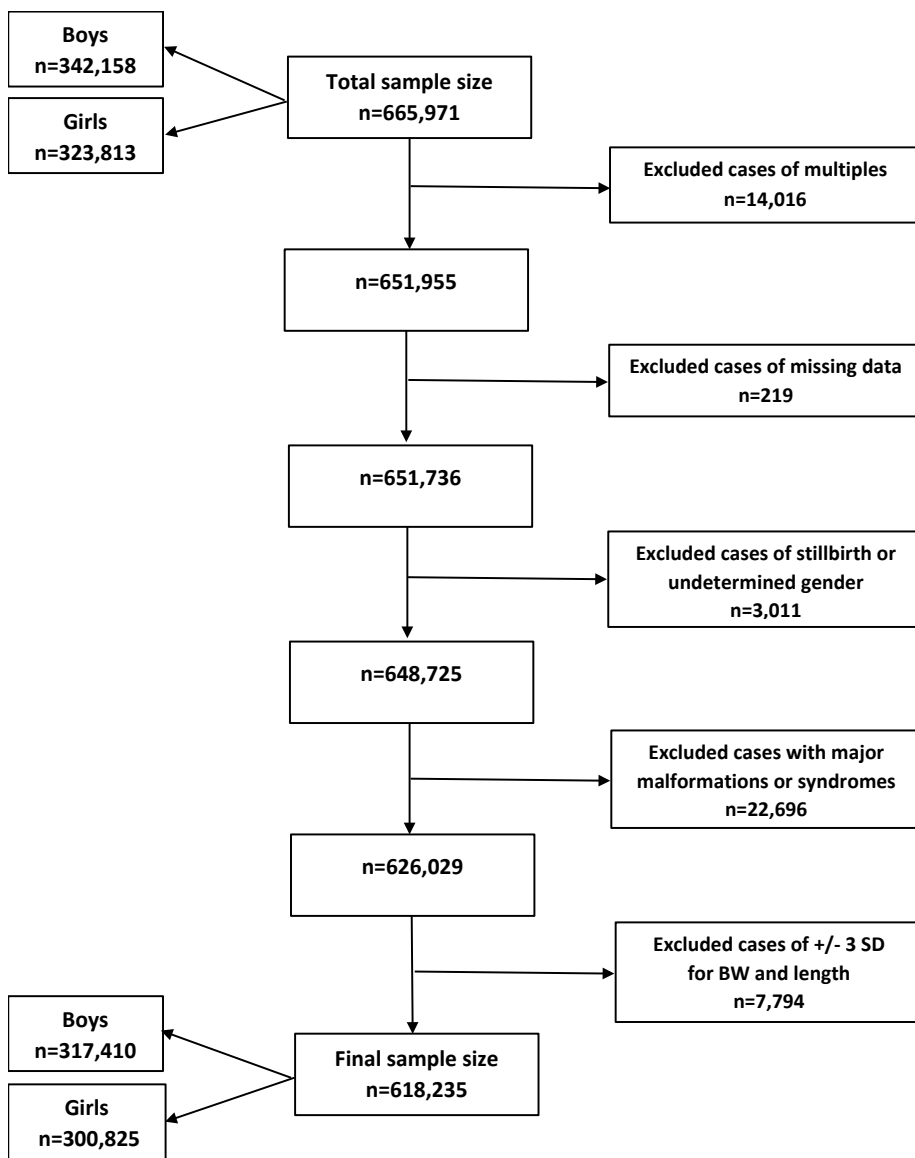 Boys
n=342,158
Total sample size
n=665,971
Girls
n=323,813
Excluded cases of multiples
n=14,016
n=651,955
Excluded cases of missing data
n=219
n=651,736
Excluded cases of stillbirth or
undetermined gender
n=3,011
n=648,725
Excluded cases with major
malformations or syndromes
n=22,696
n=626,029
Excluded cases of +/- 3 SD
for BW and length
n=7,794
Boys
n=317,410
Final sample size
n=618,235
Girls
n=300,825